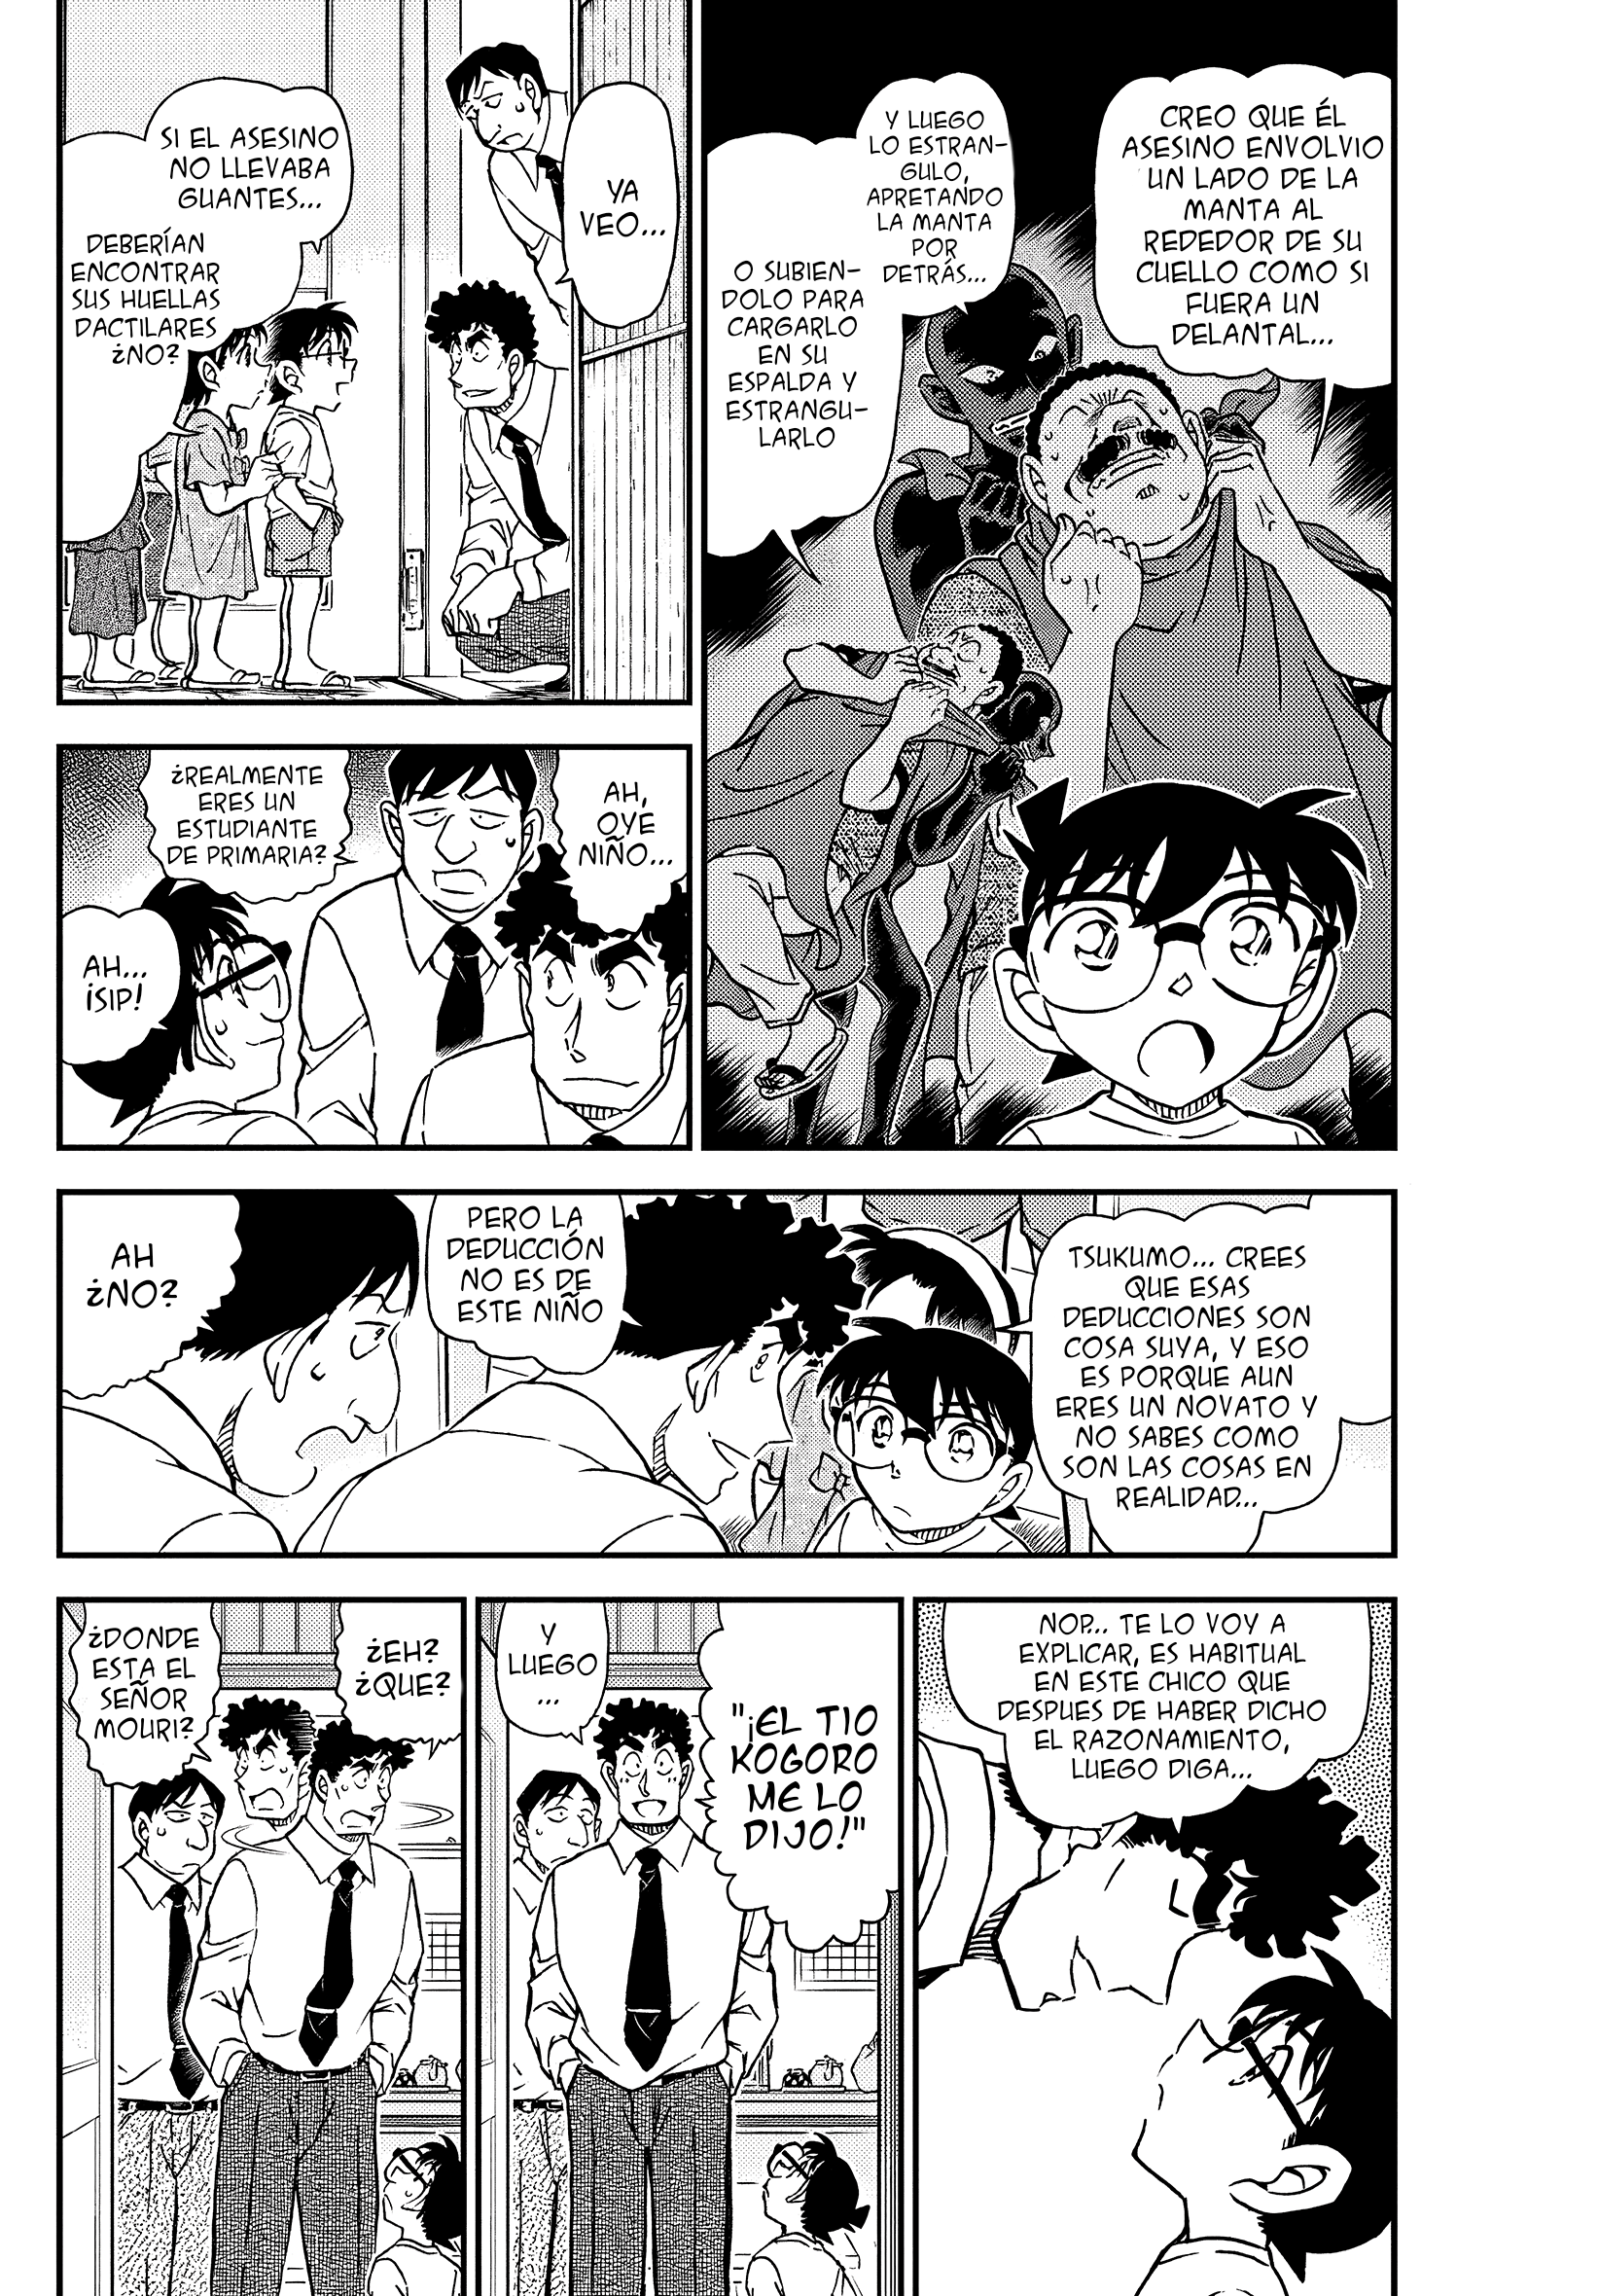 CREO QUE ÉL
ASESINO ENVOLVIO
UN LADO DE LA
MANTA AL
REDEDOR DE SU
CUELLO COMO SI
FUERA UN
DELANTAL...
Y LUEGO
LO ESTRAN-
GULO,
APRETANDO
LA MANTA
POR
DETRÁS...
O SUBIEN-
DOLO PARA
CARGARLO
EN SU
ESPALDA Y
ESTRANGU-
LARLO
YA
VEO...
SI EL ASESINO
NO LLEVABA
GUANTES...
DEBERÍAN
ENCONTRAR
SUS HUELLAS
DACTILARES
¿NO?
AH,
OYE
NIÑO...
¿REALMENTE
ERES UN
ESTUDIANTE
DE PRIMARIA?
AH...
¡SIP!
TSUKUMO... CREES
QUE ESAS
DEDUCCIONES SON
COSA SUYA, Y ESO
ES PORQUE AUN
ERES UN NOVATO Y
NO SABES COMO
SON LAS COSAS EN
REALIDAD...
PERO LA
DEDUCCIÓN
NO ES DE
ESTE NIÑO
AH
¿NO?
NOP... TE LO VOY A
EXPLICAR, ES HABITUAL
EN ESTE CHICO QUE
DESPUES DE HABER DICHO
EL RAZONAMIENTO,
LUEGO DIGA...
"¡EL TIO
KOGORO
ME LO
DIJO!"
Y
LUEGO
...
¿EH?
¿QUE?
¿DONDE
ESTA EL
SEÑOR
MOURI?